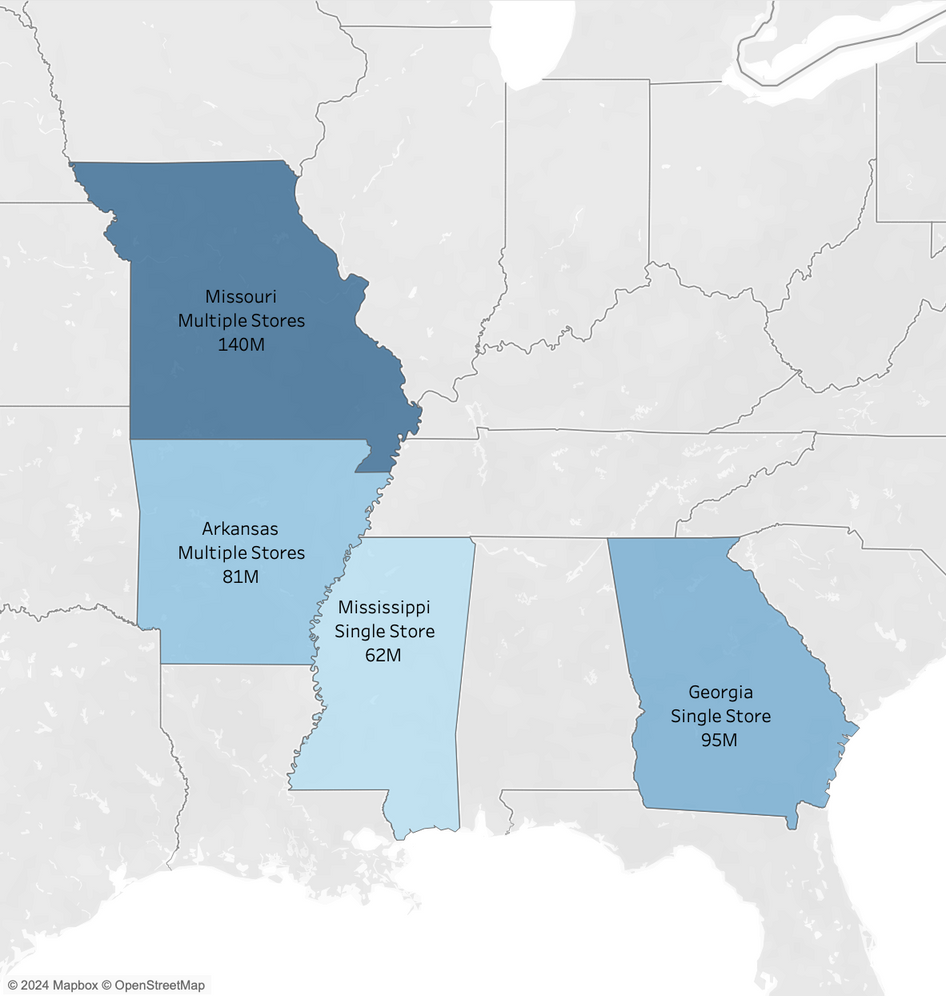 Missouri
Multiple Stores
140M
Arkansas
Multiple Stores
81M
Mississippi
Single Store
62M
Georgia
Single Store
95M
© 2024 Mapbox © OpenStreetMap